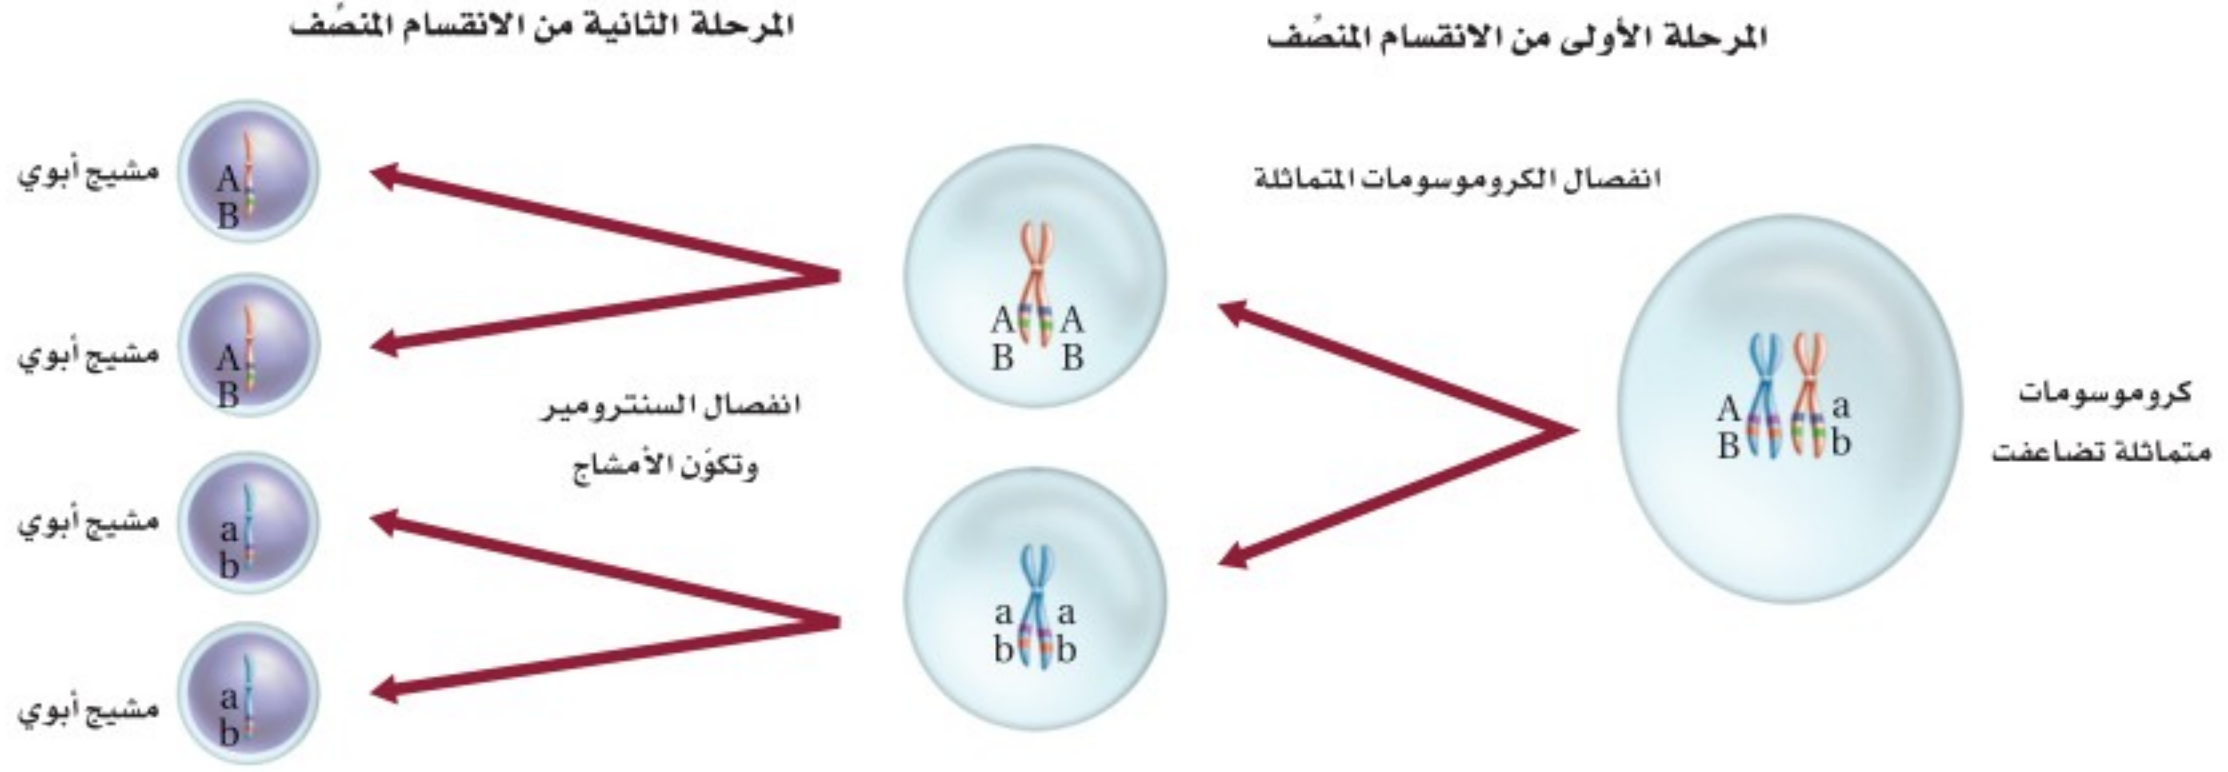 المرحلة الأولى من الانقسام المنصّف
المرحلة الثانية من الانقسام المنصّف
انفصال الكروموسومات المتماثلة
كروموسومات
متماثلة تضاعفت
A
B
a
b
A A
B B
a a
b b
انفصال السنترومير
وتكوّن الأمشاج
مشيج أبوي
A
B
مشيج أبوي
A
B
مشيج أبوي
a
b
مشيج أبوي
a
b